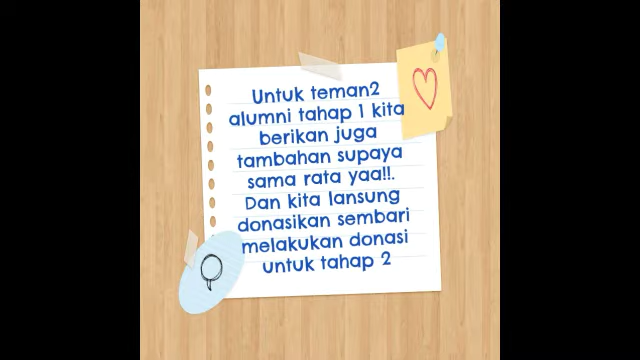 Untuk teman2
alumni tahap 1 kita
berikan juga
tambahan supaya
sama rata yaa!!.
Dan kita lansung
donasikan sembari
melakukan donasi
untuk tahap 2